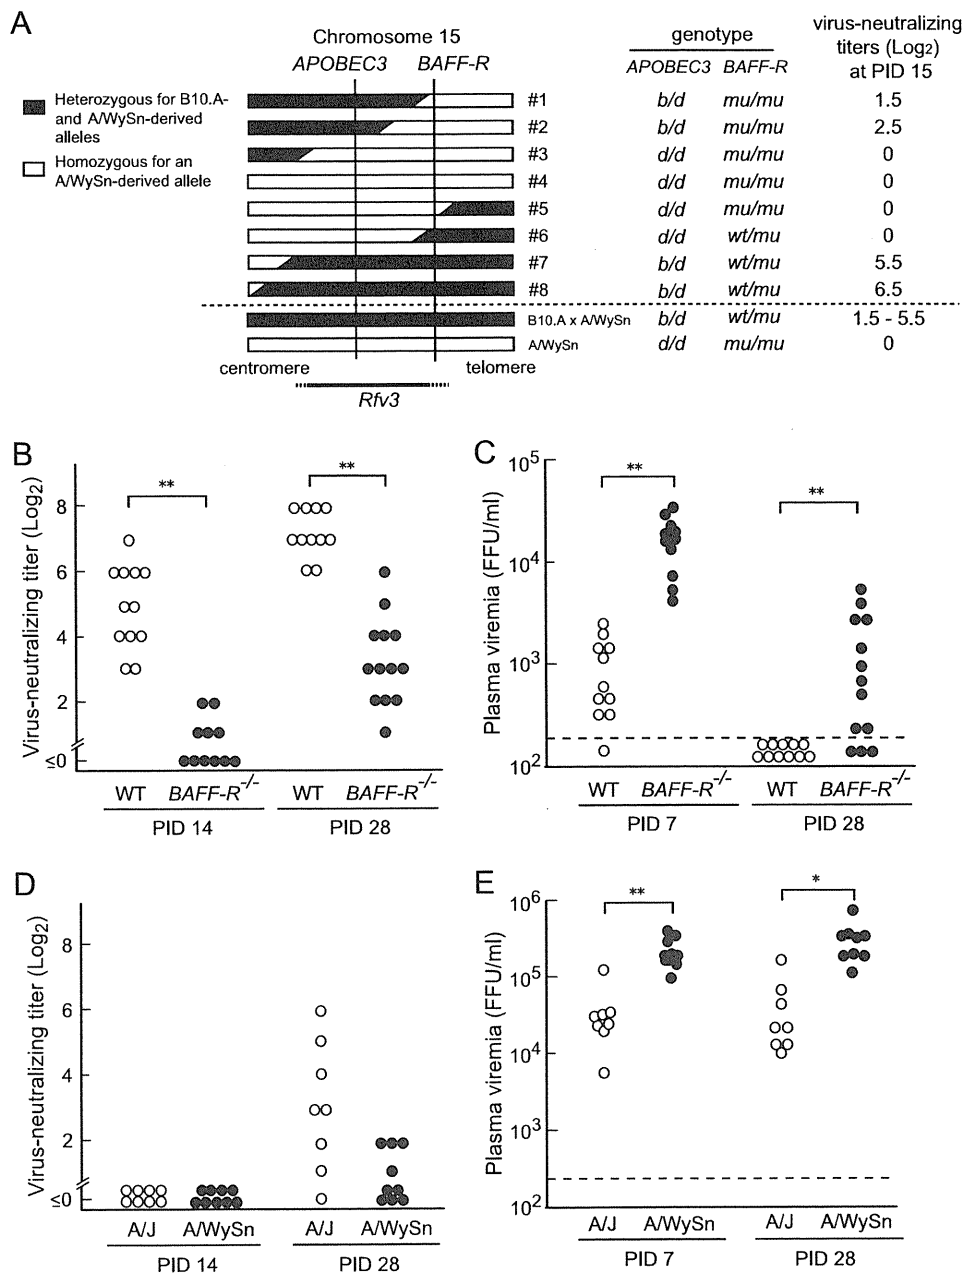 A
Chromosome 15
APOBEC3 BAFF-R
genotype
APOBEC3 BAFF-R
virus-neutralizing
titers (Log2)
at PID 15
Heterozygous for B10.A-
and A/WySn-derived
alleles
Homozygous for an
A/WySn-derived allele
#1 b/d mu/mu 1.5
#2 b/d mu/mu 2.5
#3 d/d mu/mu 0
#4 d/d mu/mu 0
#5 d/d mu/mu 0
#6 d/d wt/mu 0
#7 b/d wt/mu 5.5
#8 b/d wt/mu 6.5
B10.A x A/WySn b/d wt/mu 1.5 - 5.5
A/WySn d/d mu/mu 0
centromere telomere
Rfv3
B
Virus-neutralizing titer (Log2)
8
6
4
2
≤0
**
**
WT BAFF-R-/- WT BAFF-R-/-
PID 14 PID 28
C
Plasma viremia (FFU/ml)
10^5
10^4
10^3
10^2
**
**
WT BAFF-R-/- WT BAFF-R-/-
PID 7 PID 28
D
Virus-neutralizing titer (Log2)
8
6
4
2
≤0
A/J A/WySn A/J A/WySn
PID 14 PID 28
E
Plasma viremia (FFU/ml)
10^6
10^5
10^4
10^3
10^2
**
*
A/J A/WySn A/J A/WySn
PID 7 PID 28